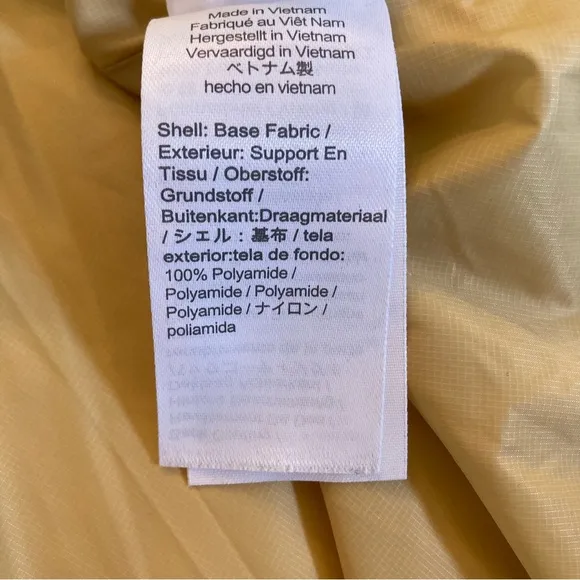 Made in Vietnam
Fabriqué au Viêt Nam
Hergestellt in Vietnam
Vervaardigd in Vietnam
ベトナム製
hecho en vietnam
Shell: Base Fabric /
Exterieur: Support En
Tissu / Oberstoff:
Grundstoff /
Buitenkant:Draagmateriaal
/ シェル : 基布 / tela
exterior:tela de fondo:
100% Polyamide /
Polyamide / Polyamide /
Polyamide / ナイロン /
poliamida